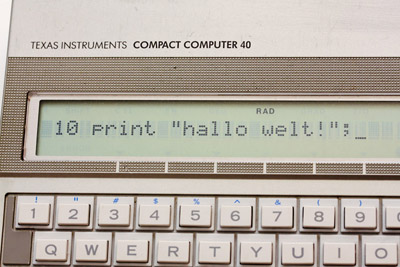 TEXAS INSTRUMENTS COMPACT COMPUTER 40
RAD
10 print "hallo welt!";_
! " # $ % ^ & ( )
1 2 3 4 5 6 7 8 9
Q W E R T Y U I O